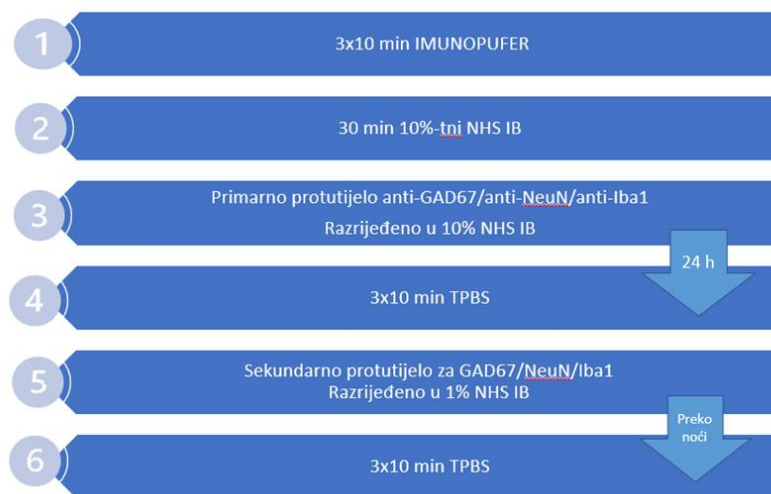 1
3x10 min IMUNOPUFER
2
30 min 10%-tni NHS IB
3
Primarno protutijelo anti-GAD67/anti-NeuN/anti-Iba1
Razrijeđeno u 10% NHS IB
24 h
4
3x10 min TPBS
5
Sekundarno protutijelo za GAD67/NeuN/Iba1
Razrijeđeno u 1% NHS IB
Preko
noći
6
3x10 min TPBS